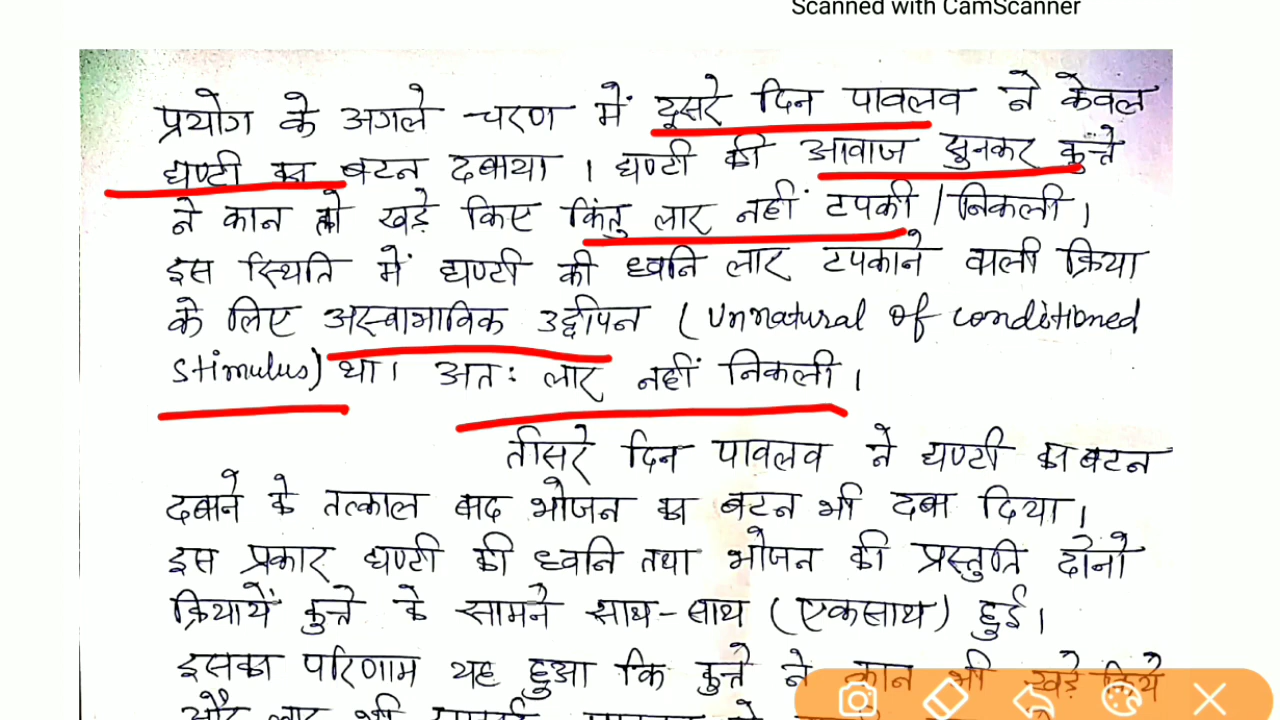 Scanned with CamScanner
प्रयोग के अगले चरण में दूसरे दिन पावलव ने केवल
घण्टी का बटन दबाया । घण्टी की आवाज सुनकर कुत्ते
ने कान तो खड़े किए किंतु लार नहीं टपकी / निकली ।
इस स्थिति में घण्टी की ध्वनि लार टपकाने वाली क्रिया
के लिए अस्वाभाविक उद्दीपन (Unnatural of conditioned
stimulus) था। अतः लार नहीं निकली ।
तीसरे दिन पावलव ने घण्टी का बटन
दबाने के तत्काल बाद भोजन का बटन भी दबा दिया ।
इस प्रकार घण्टी की ध्वनि तथा भोजन की प्रस्तुति दोनो
क्रियायें कुत्ते के सामने साथ-साथ (एकसाथ) हुई ।
इसका परिणाम यह हुआ कि कुत्ते ने कान भी खड़े किये
और लार भी